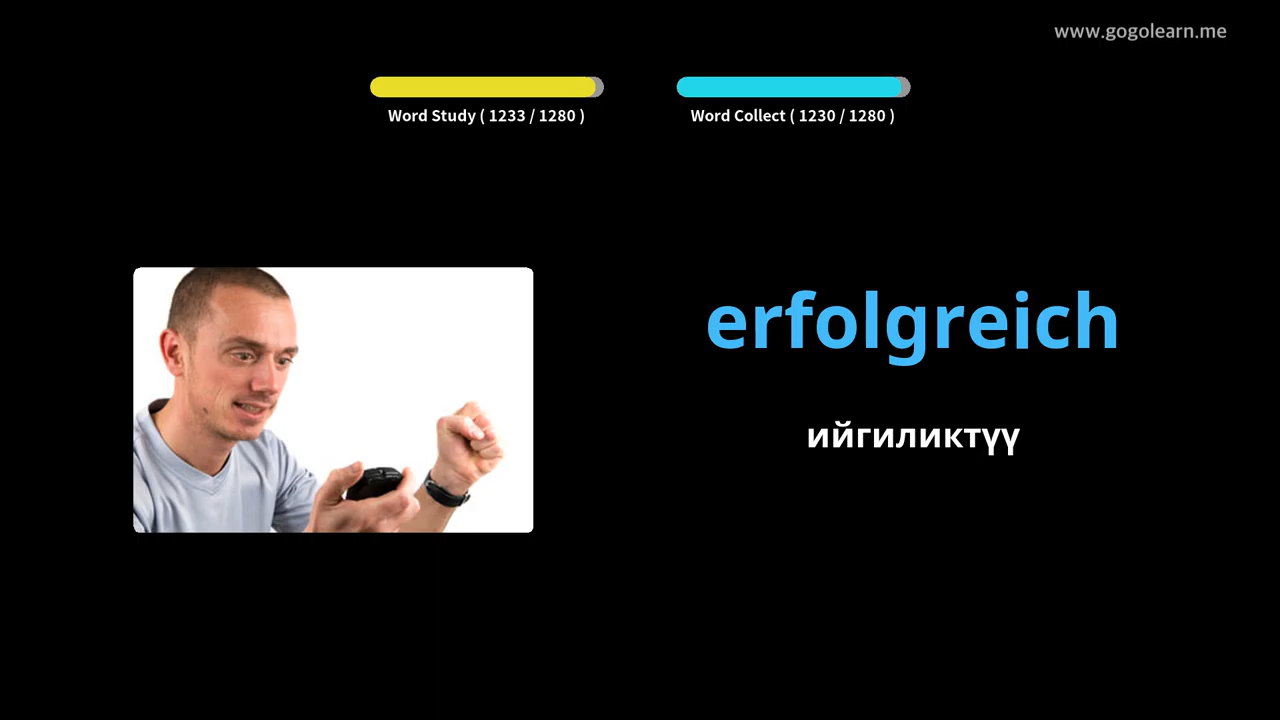 www.gogolearn.me
Word Study ( 1233 / 1280 )
Word Collect ( 1230 / 1280 )
erfolgreich
ийгиликтүү